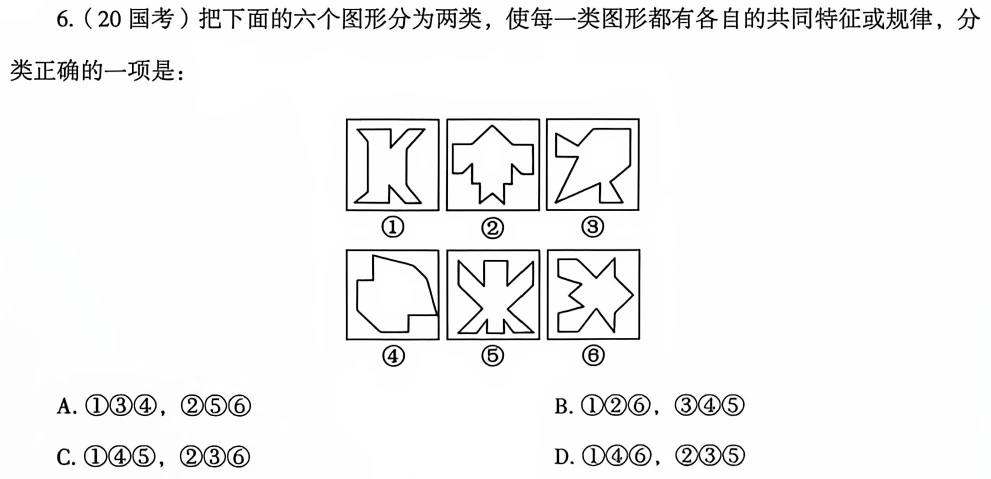 6.（20 国考）把下面的六个图形分为两类，使每一类图形都有各自的共同特征或规律，分
类正确的一项是：
① ② ③
④ ⑤ ⑥
A. ①③④，②⑤⑥ B. ①②⑥，③④⑤
C. ①④⑤，②③⑥ D. ①④⑥，②③⑤